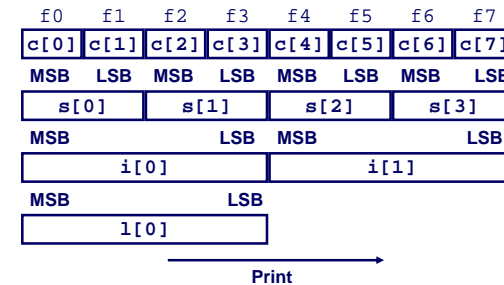 f0 f1 f2 f3 f4 f5 f6 f7
c[0] c[1] c[2] c[3] c[4] c[5] c[6] c[7]
MSB LSB MSB LSB MSB LSB MSB LSB
s[0] s[1] s[2] s[3]
MSB LSB MSB LSB
i[0] i[1]
MSB LSB
l[0]
Print